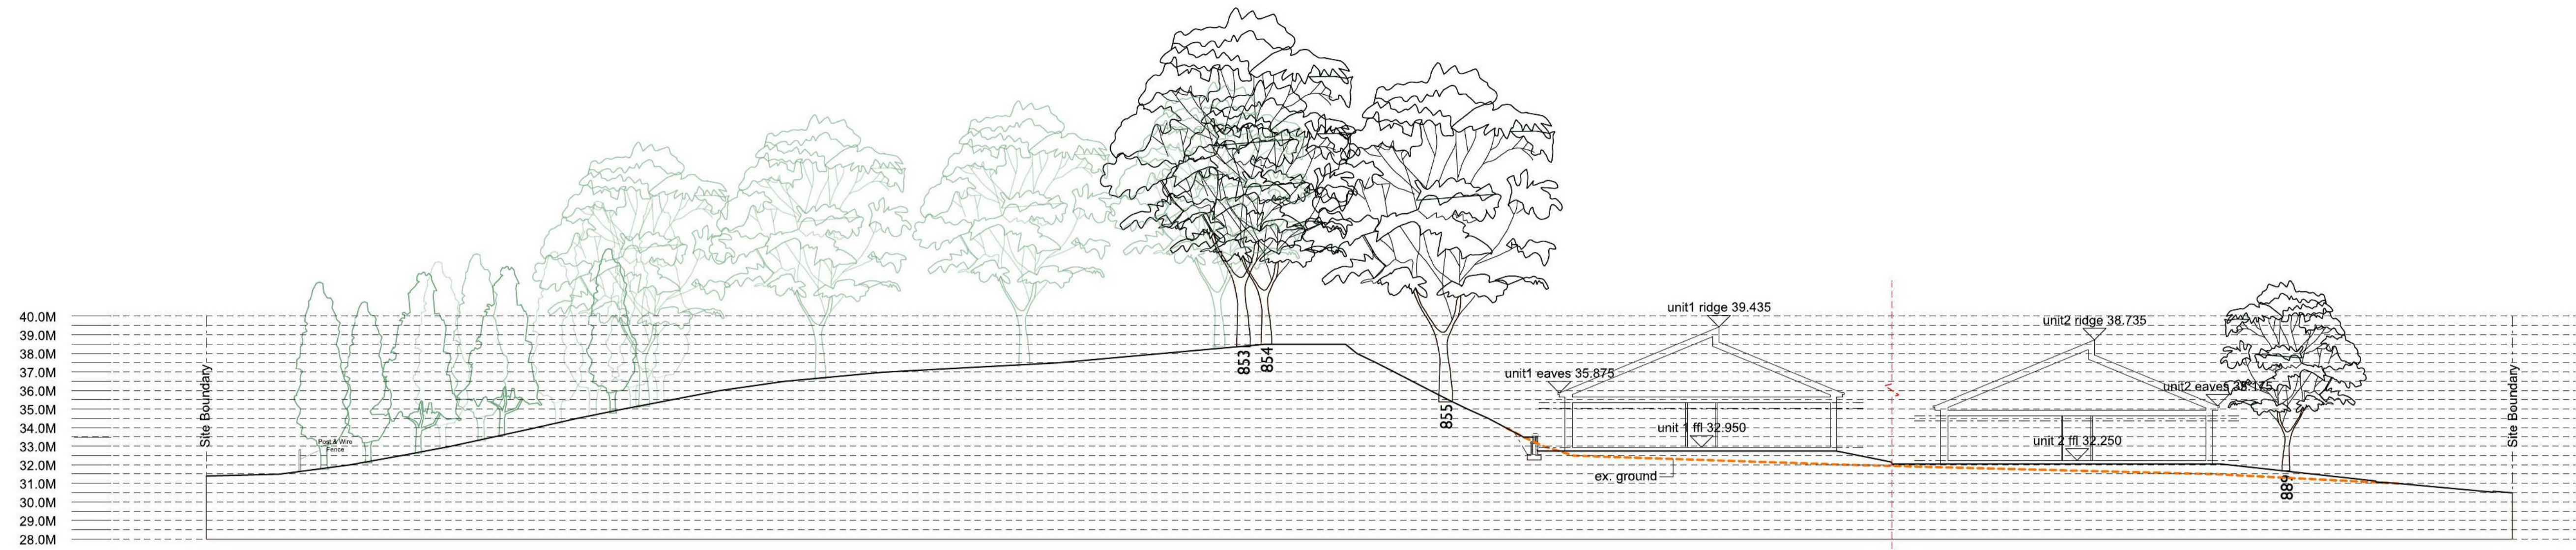 unit1 ridge 39.435
unit2 ridge 38.735
unit1 eaves 35.875
unit2 eaves 35.175
unit 1 ffl 32.950
unit 2 ffl 32.250
ex. ground
853
854
855
889
Post & Wire
Fence
Site Boundary
Site Boundary
40.0M
39.0M
38.0M
37.0M
36.0M
35.0M
34.0M
33.0M
32.0M
31.0M
30.0M
29.0M
28.0M